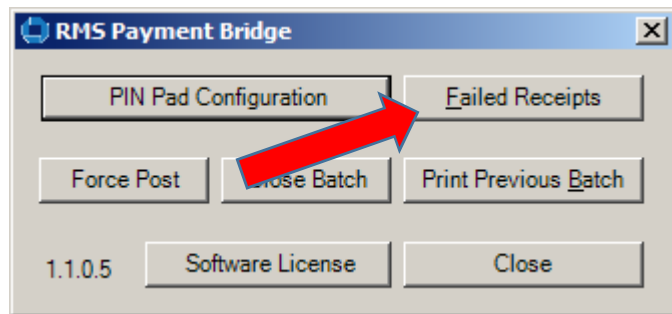 RMS Payment Bridge
PIN Pad Configuration
Failed Receipts
Force Post
Close Batch
Print Previous Batch
1.1.0.5
Software License
Close